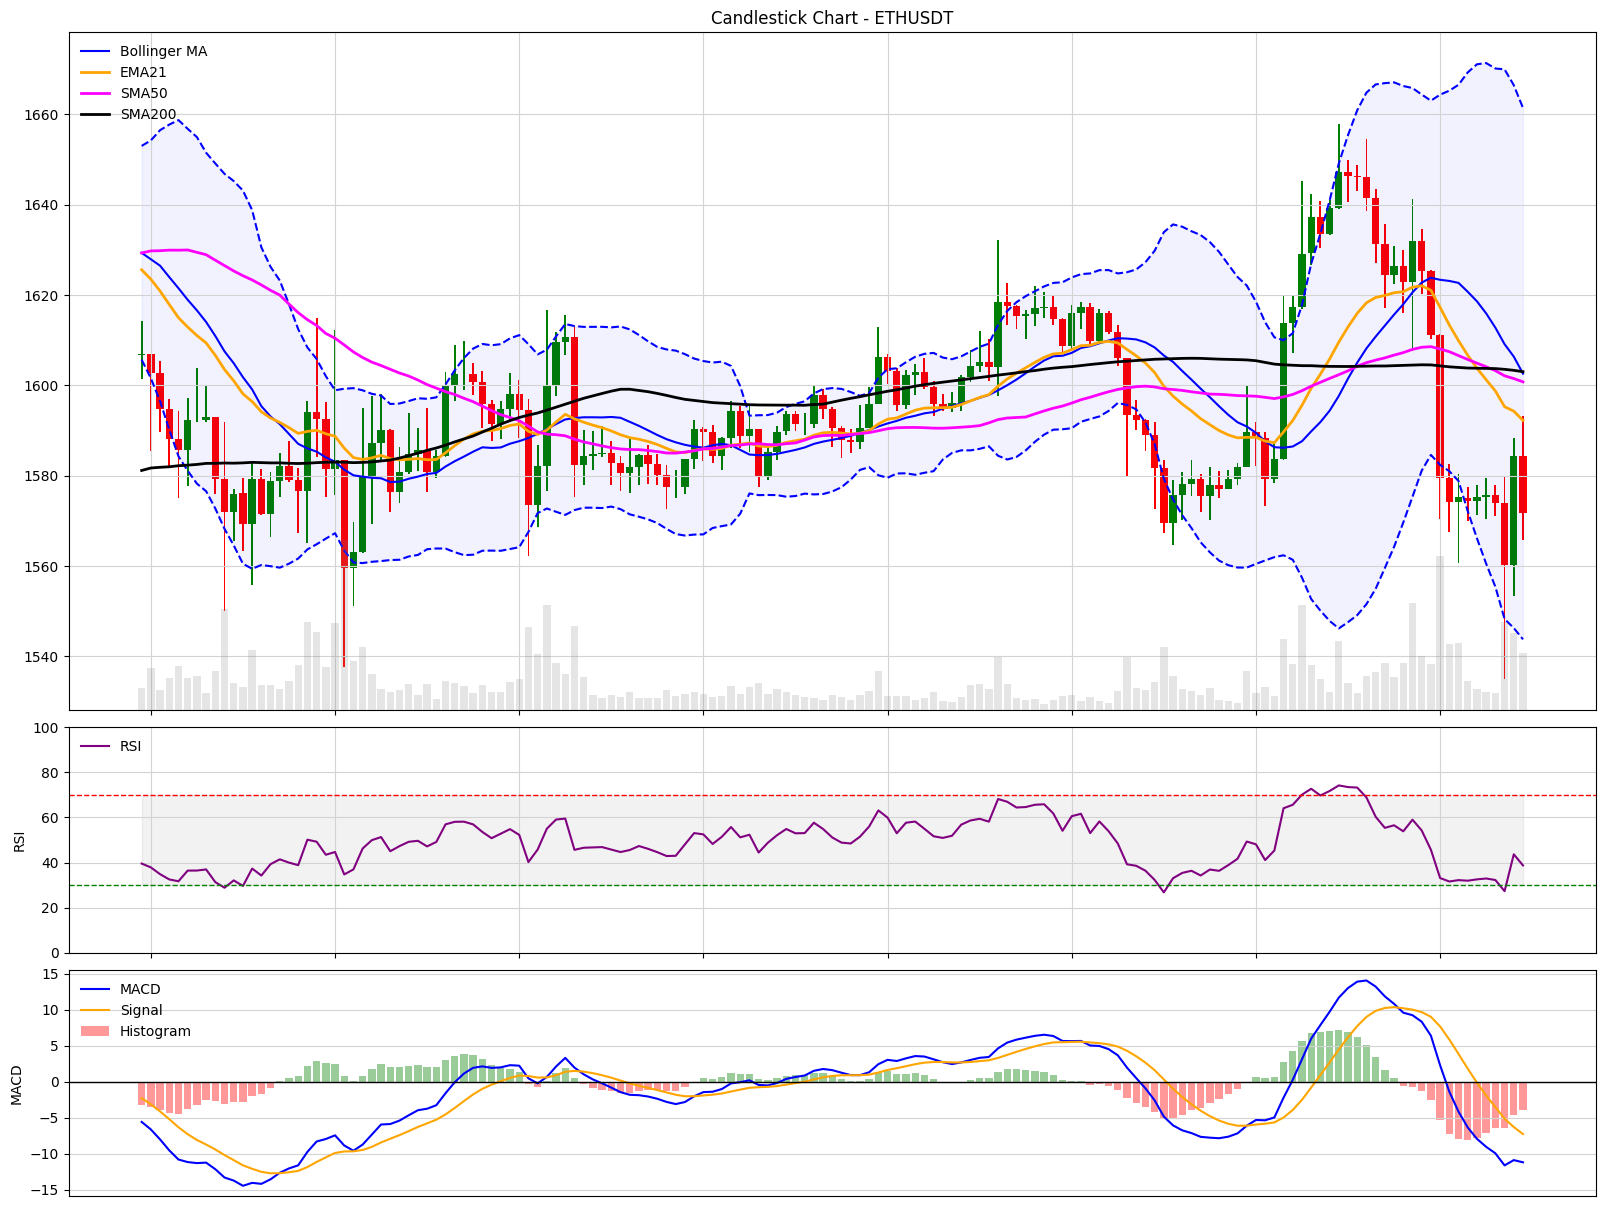 Candlestick Chart - ETHUSDT
Bollinger MA
EMA21
SMA50
SMA200
1660
1640
1620
1600
1580
1560
1540
100
80
60
40
20
0
RSI
RSI
15
10
5
0
−5
−10
−15
MACD
MACD
Signal
Histogram